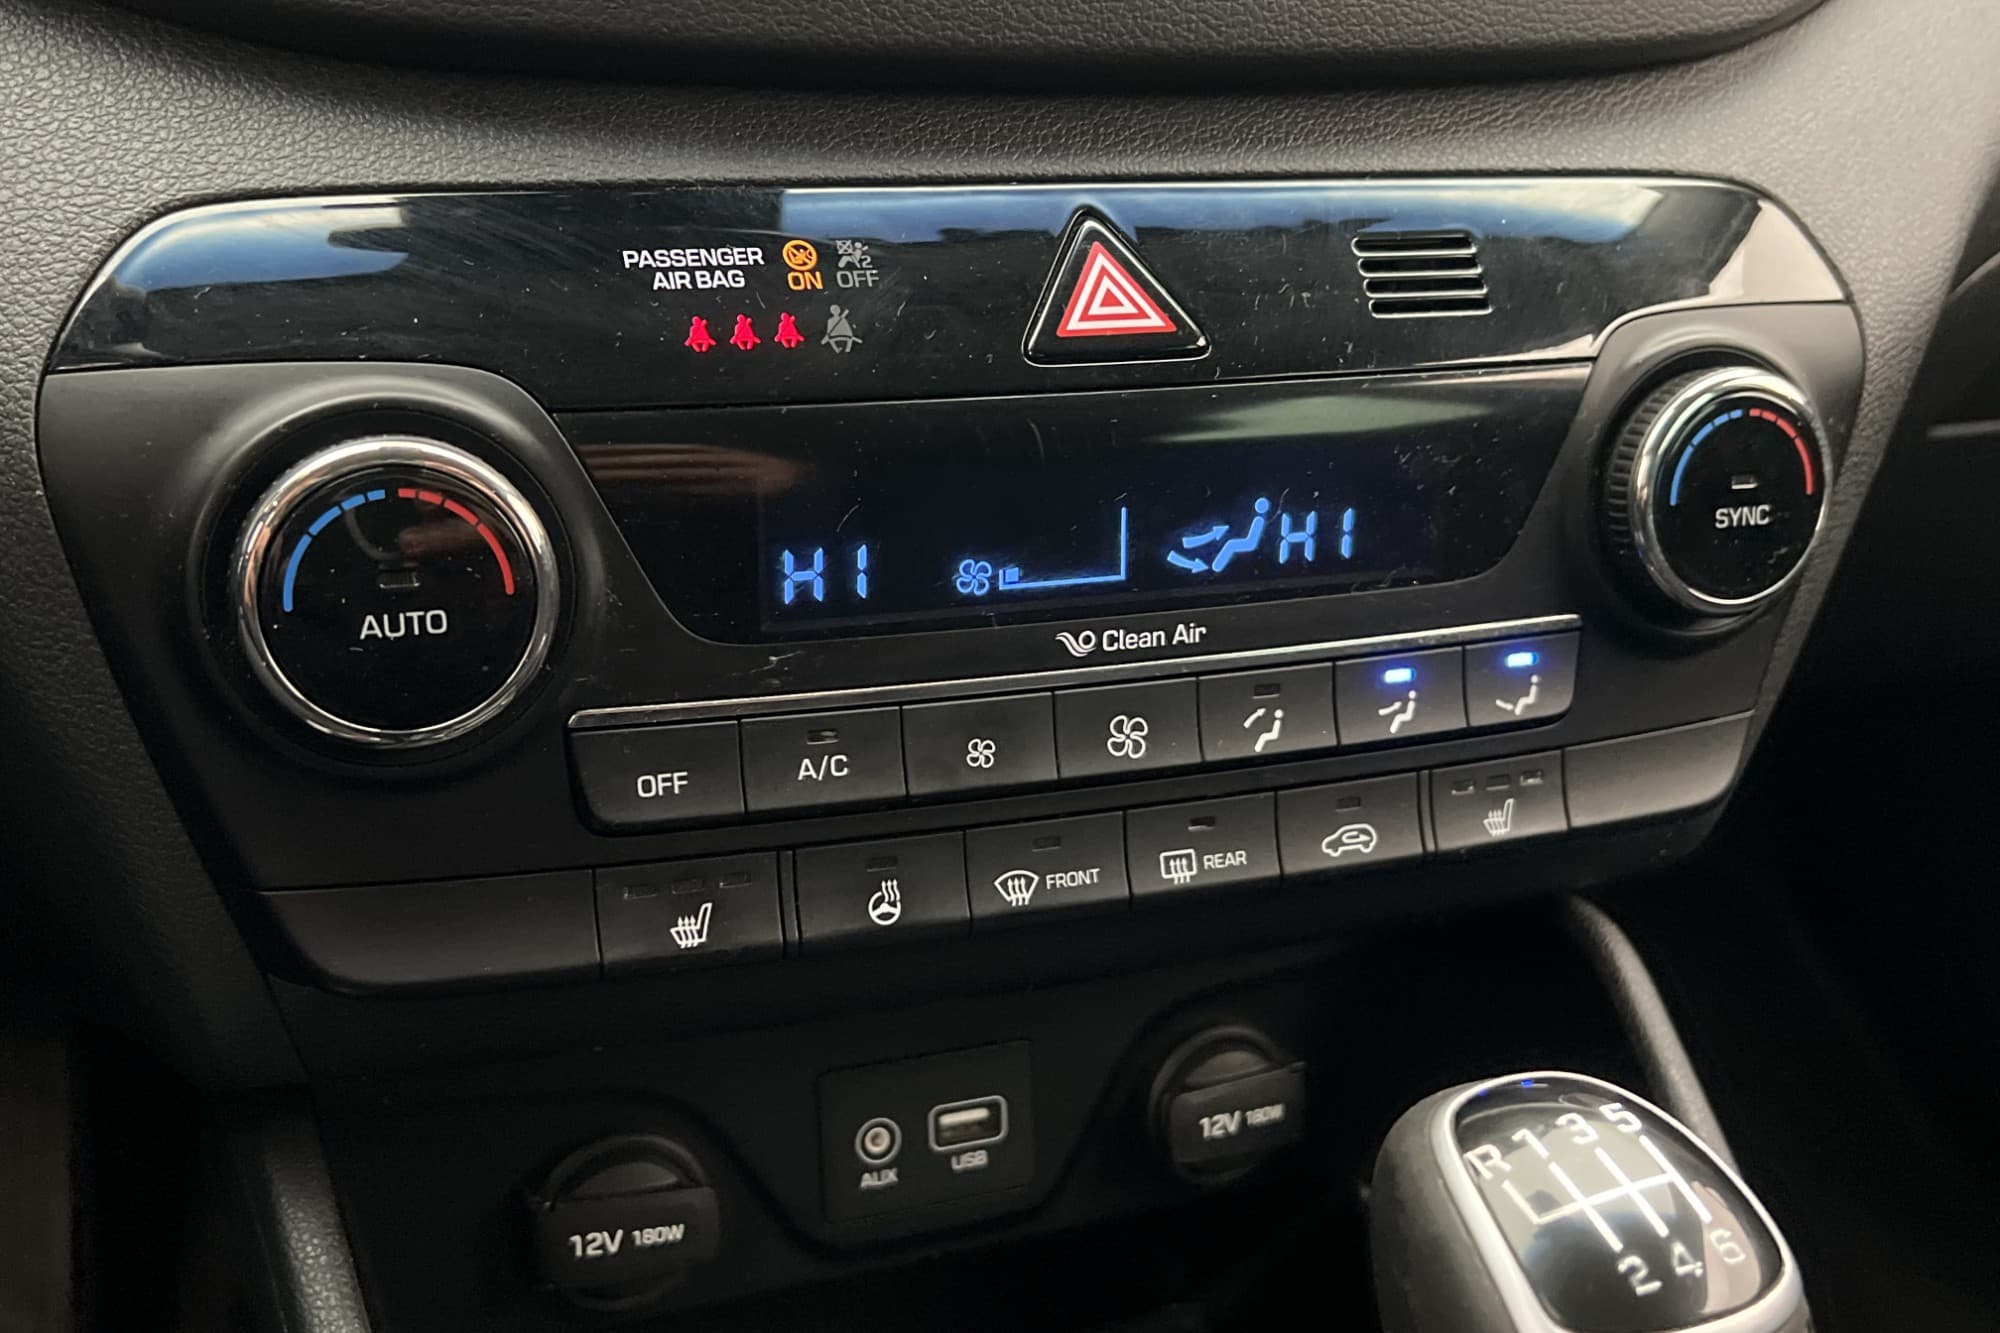 PASSENGER
AIR BAG
ON
OFF
2
HI
HI
AUTO
SYNC
Clean Air
OFF
A/C
FRONT
REAR
AUX
USB
12V 180W
12V 180W
R 1 3 5
2 4 6